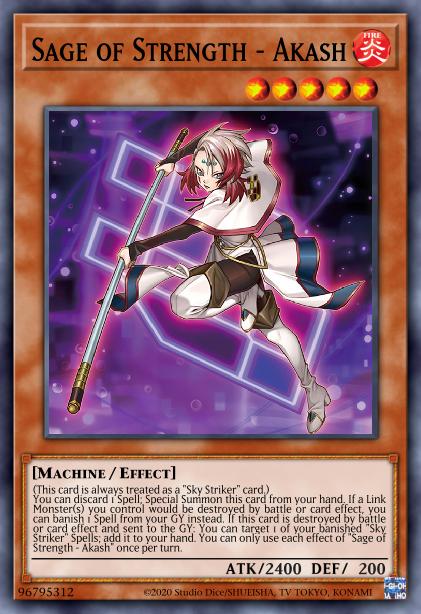 SAGE OF STRENGTH - AKASH
FIRE
炎
[MACHINE / EFFECT]
(This card is always treated as a "Sky Striker" card.)
You can discard 1 Spell; Special Summon this card from your hand. If a Link
Monster(s) you control would be destroyed by battle or card effect, you
can banish 1 Spell from your GY instead. If this card is destroyed by battle
or card effect and sent to the GY: You can target 1 of your banished "Sky
Striker" Spells; add it to your hand. You can only use each effect of "Sage of
Strength - Akash" once per turn.
ATK/2400 DEF/ 200
96795312
©2020 Studio Dice/SHUEISHA, TV TOKYO, KONAMI